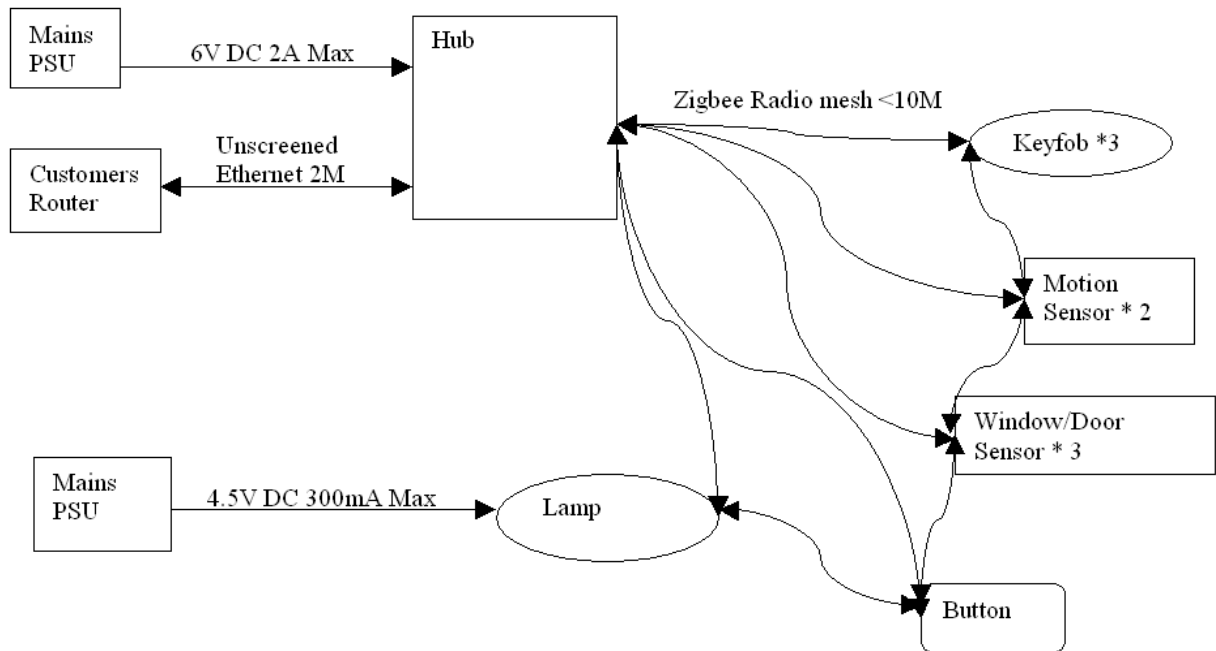 Mains
PSU
6V DC 2A Max
Hub
Zigbee Radio mesh <10M
Keyfob *3
Unscreened
Ethernet 2M
Customers
Router
Motion
Sensor * 2
Window/Door
Sensor * 3
Mains
PSU
4.5V DC 300mA Max
Lamp
Button